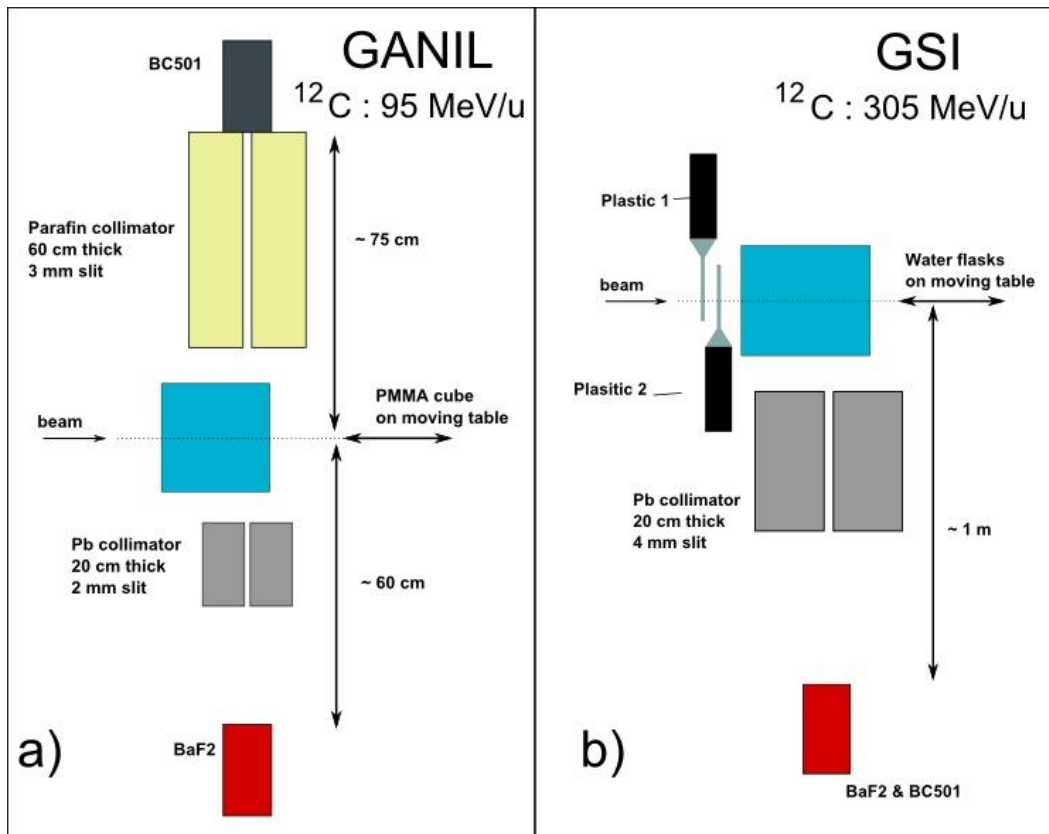 GANIL
¹²C : 95 MeV/u
BC501
Parafin collimator
60 cm thick
3 mm slit
~ 75 cm
beam
PMMA cube
on moving table
Pb collimator
20 cm thick
2 mm slit
~ 60 cm
BaF2
a)
GSI
¹²C : 305 MeV/u
Plastic 1
beam
Water flasks
on moving table
Plasitic 2
Pb collimator
20 cm thick
4 mm slit
~ 1 m
b)
BaF2 & BC501